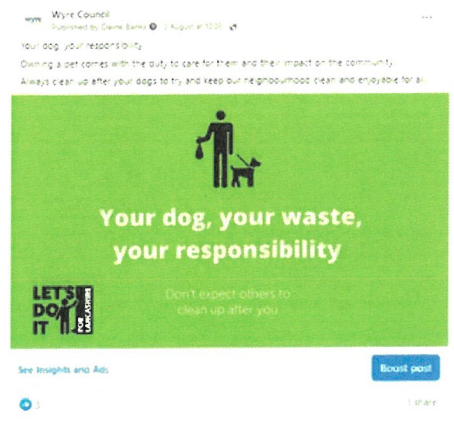 Wyre Council
Published by
August at
Your dog, your responsibility
Owning a pet comes with the duty to care for them and their impact on the community.
Always clean up after your dogs to try and keep our neighbourhood clean and enjoyable for all.
Your dog, your waste,
your responsibility
Don't expect others to
clean up after you
LET'S
DO
IT
FOR
LANCASHIRE
See Insights and Ads
Boost post
3
1 share